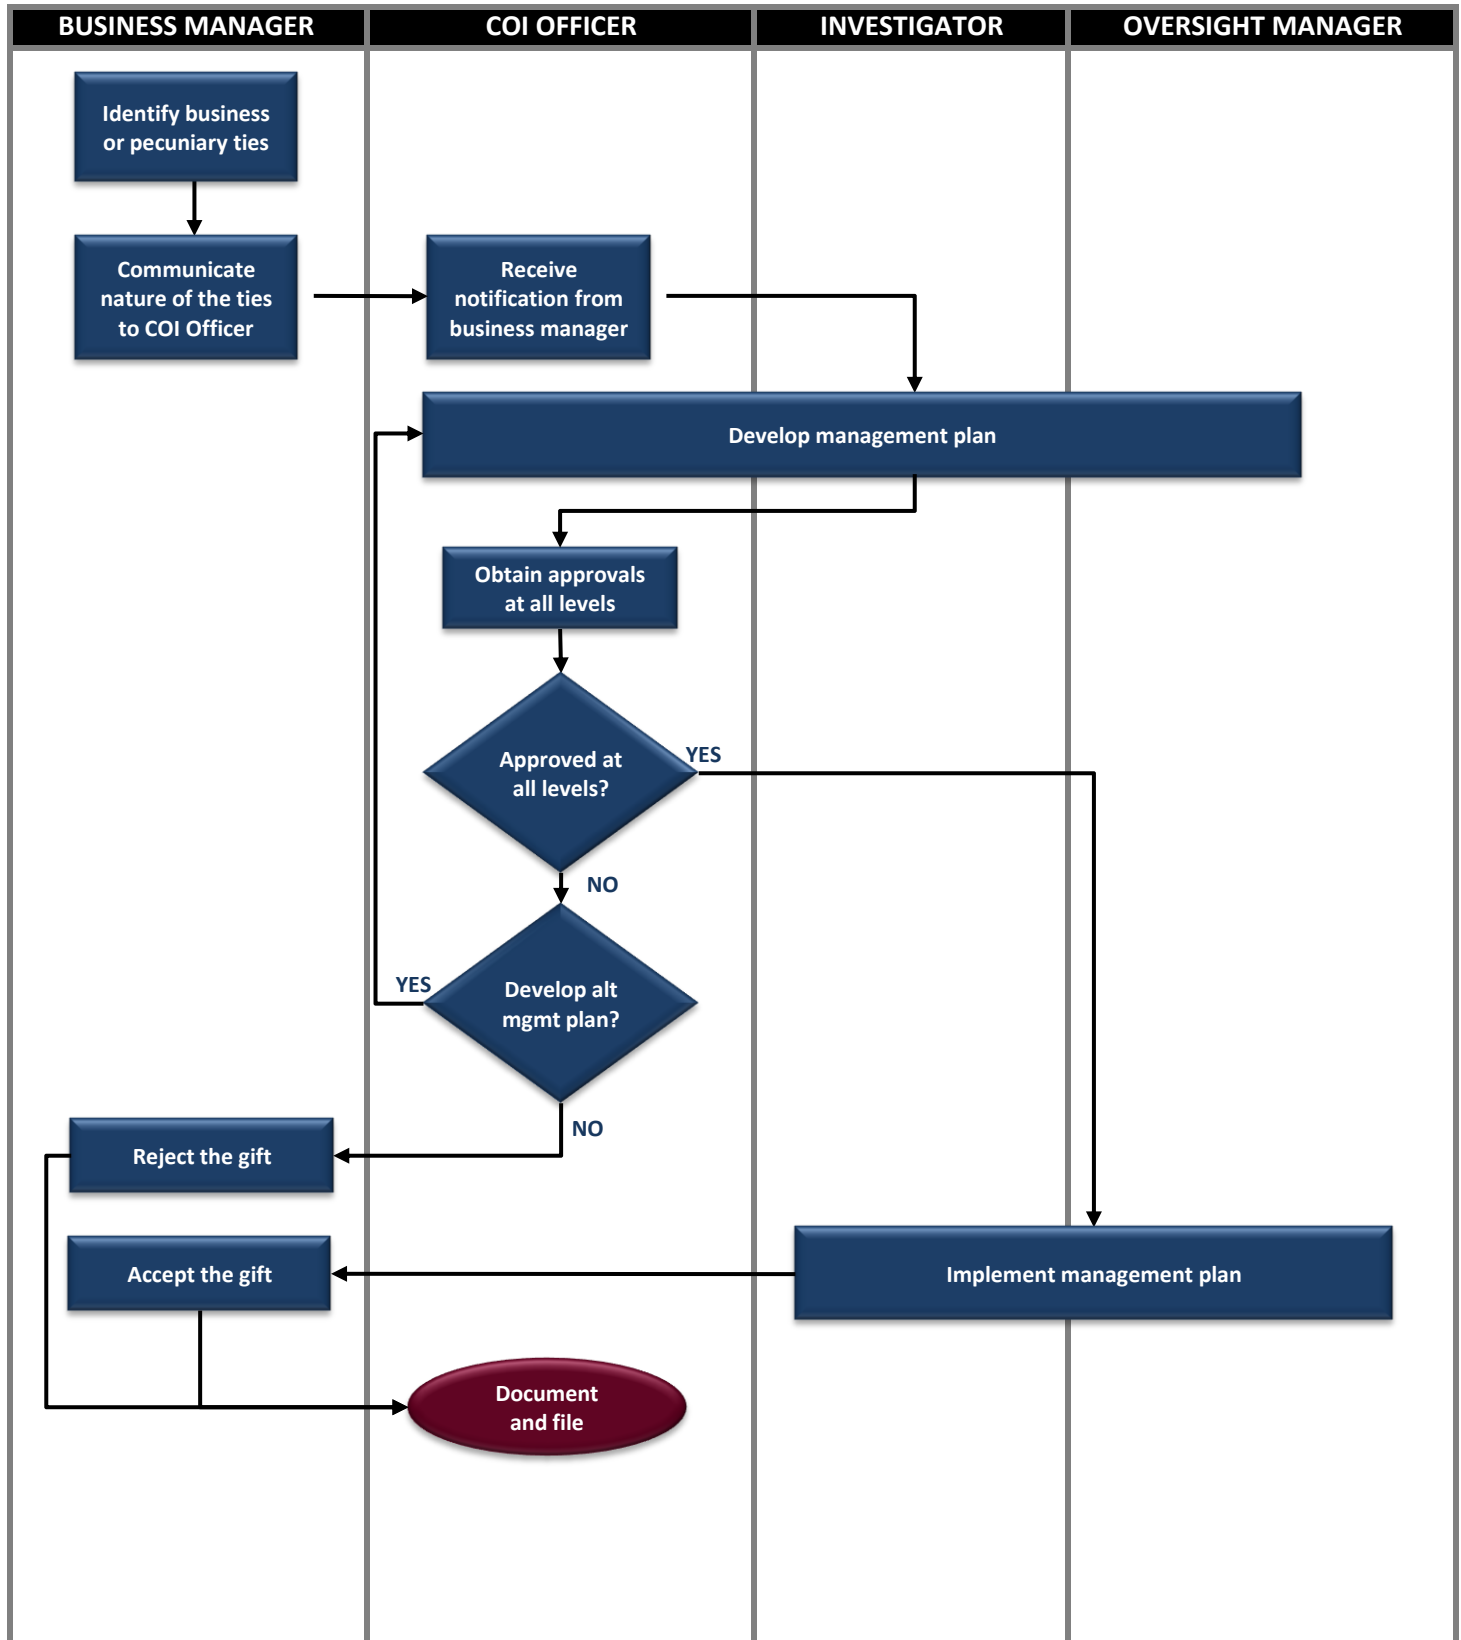 BUSINESS MANAGER
COI OFFICER
INVESTIGATOR
OVERSIGHT MANAGER
Identify business
or pecuniary ties
Communicate
nature of the ties
to COI Officer
Receive
notification from
business manager
Develop management plan
Obtain approvals
at all levels
Approved at
all levels?
YES
NO
Develop alt
mgmt plan?
YES
NO
Reject the gift
Accept the gift
Implement management plan
Document
and file